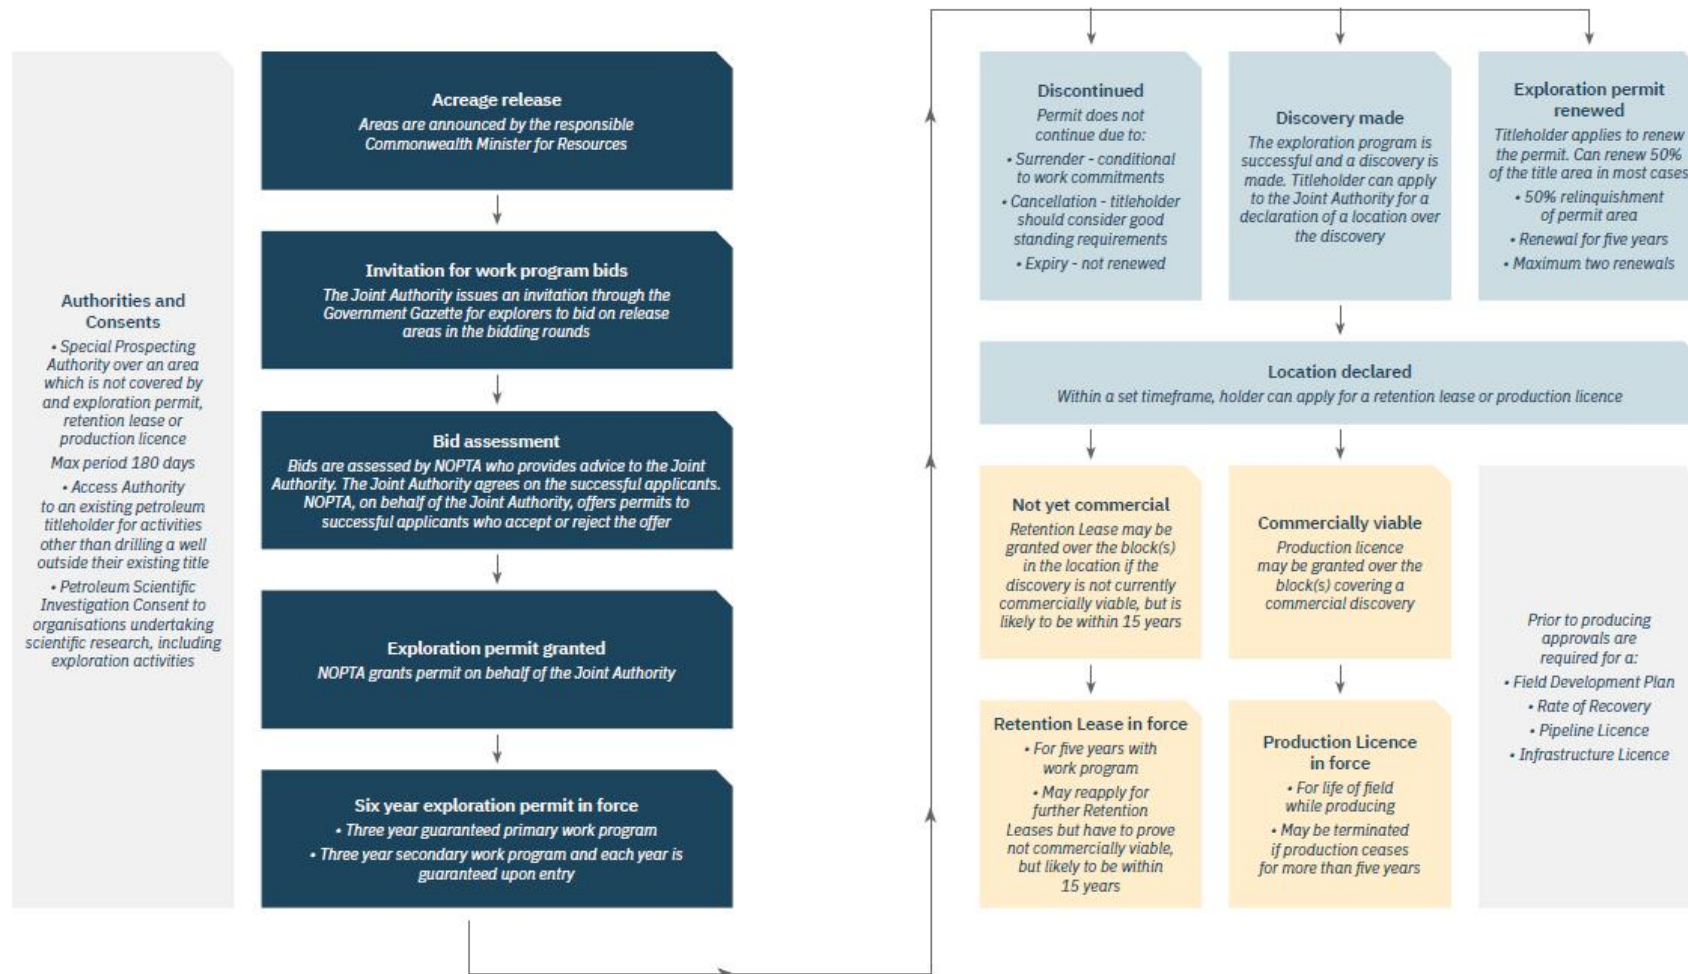 Authorities and
Consents
• Special Prospecting
Authority over an area
which is not covered by
and exploration permit,
retention lease or
production licence
Max period 180 days
• Access Authority
to an existing petroleum
titleholder for activities
other than drilling a well
outside their existing title
• Petroleum Scientific
Investigation Consent to
organisations undertaking
scientific research, including
exploration activities
Acreage release
Areas are announced by the responsible
Commonwealth Minister for Resources
Invitation for work program bids
The Joint Authority issues an invitation through the
Government Gazette for explorers to bid on release
areas in the bidding rounds
Bid assessment
Bids are assessed by NOPTA who provides advice to the Joint
Authority. The Joint Authority agrees on the successful applicants.
NOPTA, on behalf of the Joint Authority, offers permits to
successful applicants who accept or reject the offer
Exploration permit granted
NOPTA grants permit on behalf of the Joint Authority
Six year exploration permit in force
• Three year guaranteed primary work program
• Three year secondary work program and each year is
guaranteed upon entry
Discontinued
Permit does not
continue due to:
• Surrender - conditional
to work commitments
• Cancellation - titleholder
should consider good
standing requirements
• Expiry - not renewed
Discovery made
The exploration program is
successful and a discovery is
made. Titleholder can apply
to the Joint Authority for a
declaration of a location over
the discovery
Exploration permit
renewed
Titleholder applies to renew
the permit. Can renew 50%
of the title area in most cases
• 50% relinquishment
of permit area
• Renewal for five years
• Maximum two renewals
Location declared
Within a set timeframe, holder can apply for a retention lease or production licence
Not yet commercial
Retention Lease may be
granted over the block(s)
in the location if the
discovery is not currently
commercially viable, but is
likely to be within 15 years
Commercially viable
Production licence
may be granted over the
block(s) covering a
commercial discovery
Retention Lease in force
• For five years with
work program
• May reapply for
further Retention
Leases but have to prove
not commercially viable,
but likely to be within
15 years
Production Licence
in force
• For life of field
while producing
• May be terminated
if production ceases
for more than five years
Prior to producing
approvals are
required for a:
• Field Development Plan
• Rate of Recovery
• Pipeline Licence
• Infrastructure Licence